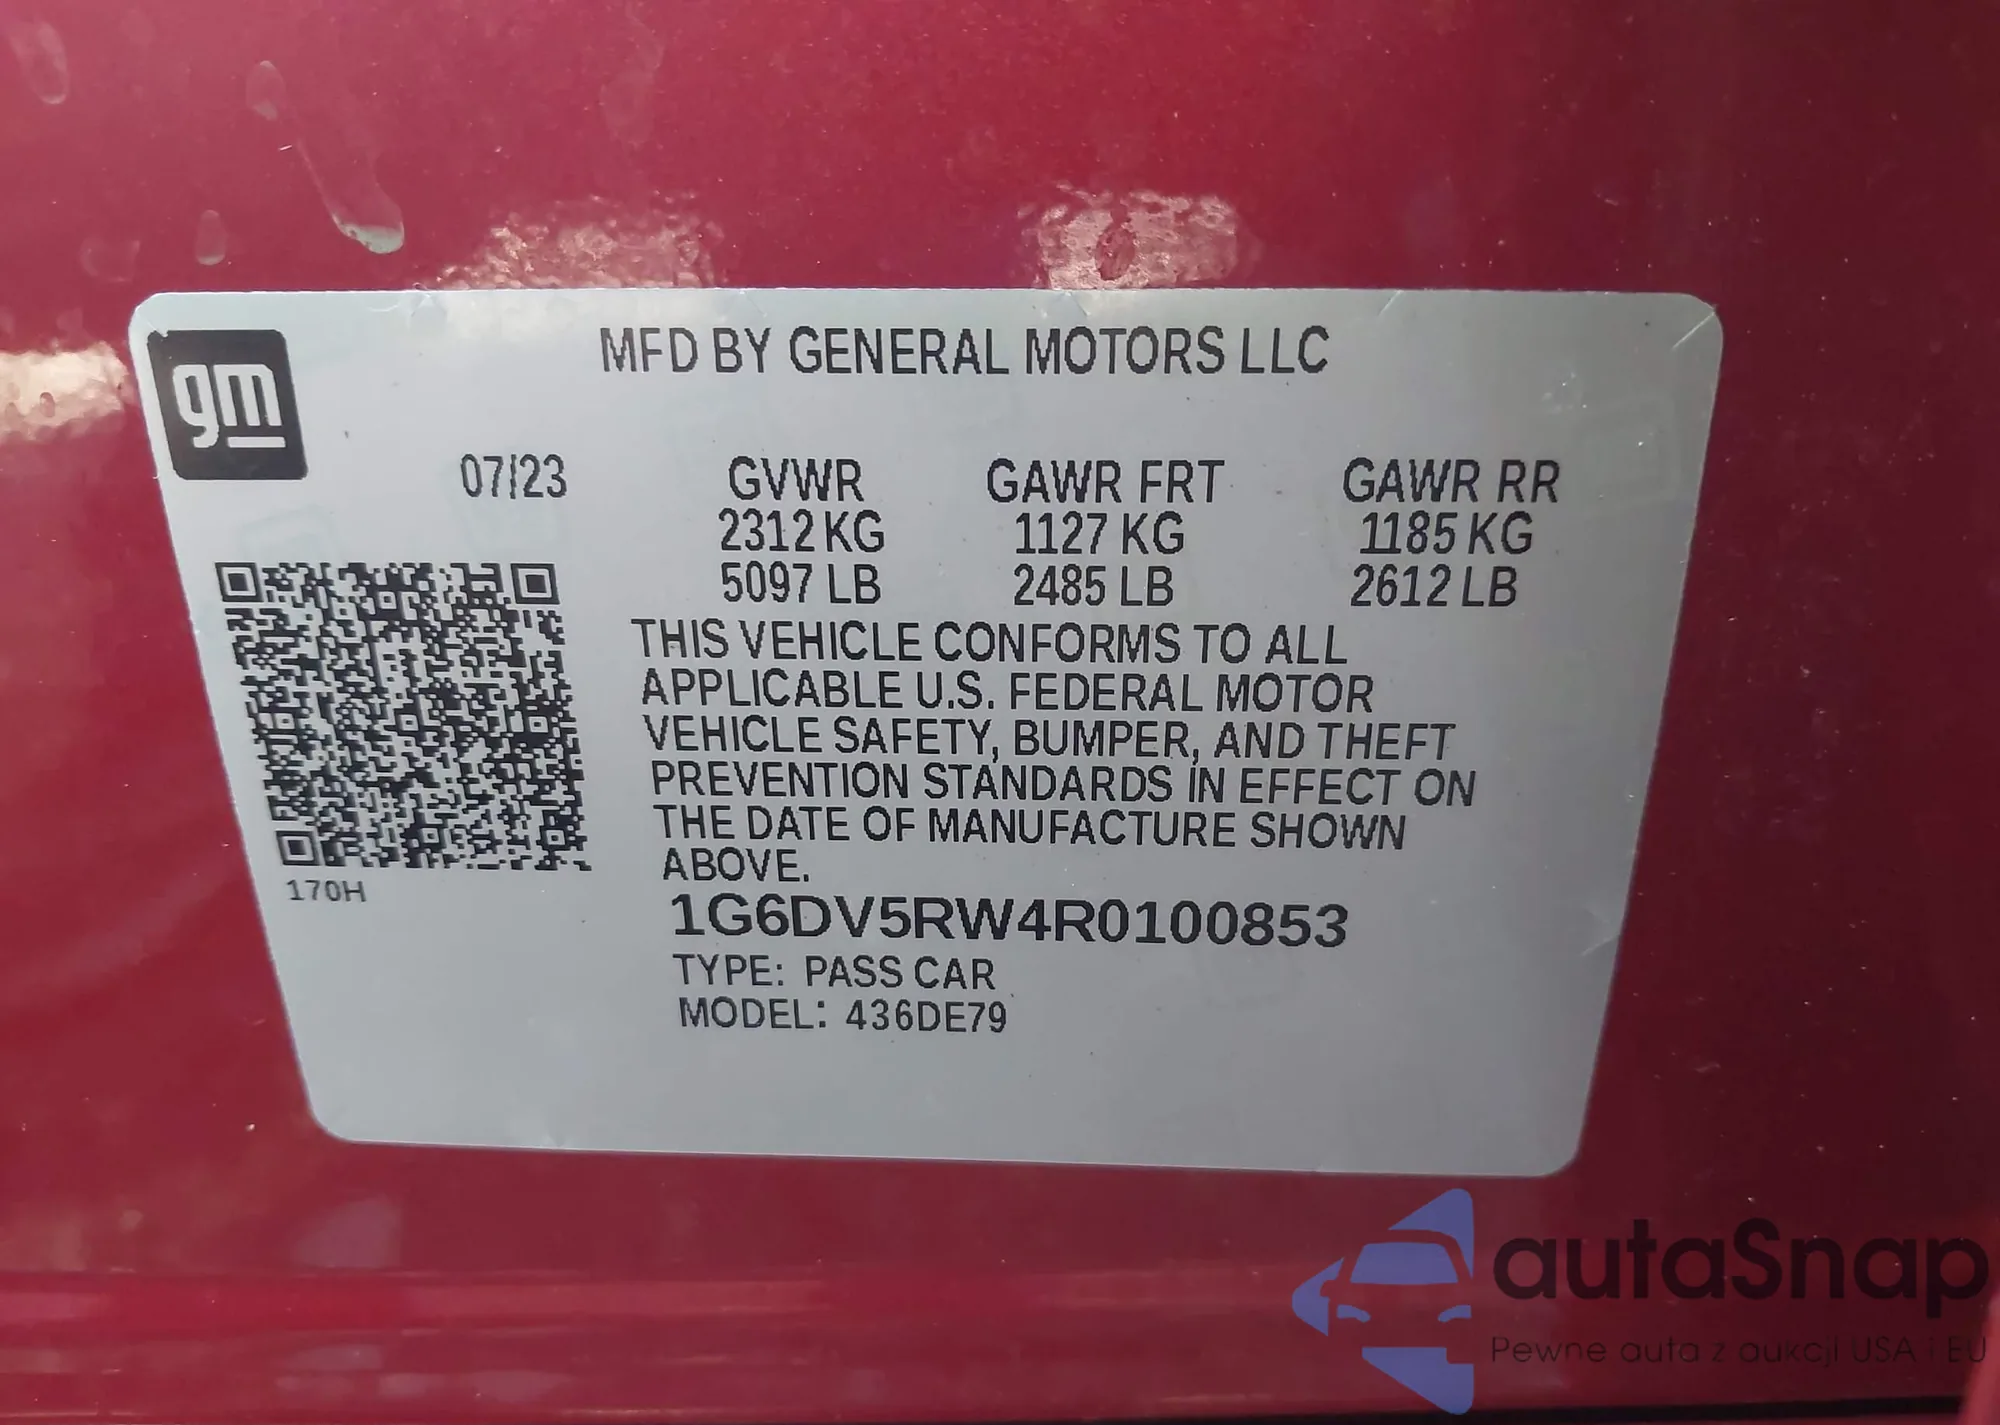 gm
MFD BY GENERAL MOTORS LLC
07/23
GVWR
2312 KG
5097 LB
GAWR FRT
1127 KG
2485 LB
GAWR RR
1185 KG
2612 LB
THIS VEHICLE CONFORMS TO ALL
APPLICABLE U.S. FEDERAL MOTOR
VEHICLE SAFETY, BUMPER, AND THEFT
PREVENTION STANDARDS IN EFFECT ON
THE DATE OF MANUFACTURE SHOWN
ABOVE.
170H
1G6DV5RW4R0100853
TYPE: PASS CAR
MODEL: 436DE79
autaSnap
Pewne auta z aukcji USA i EU